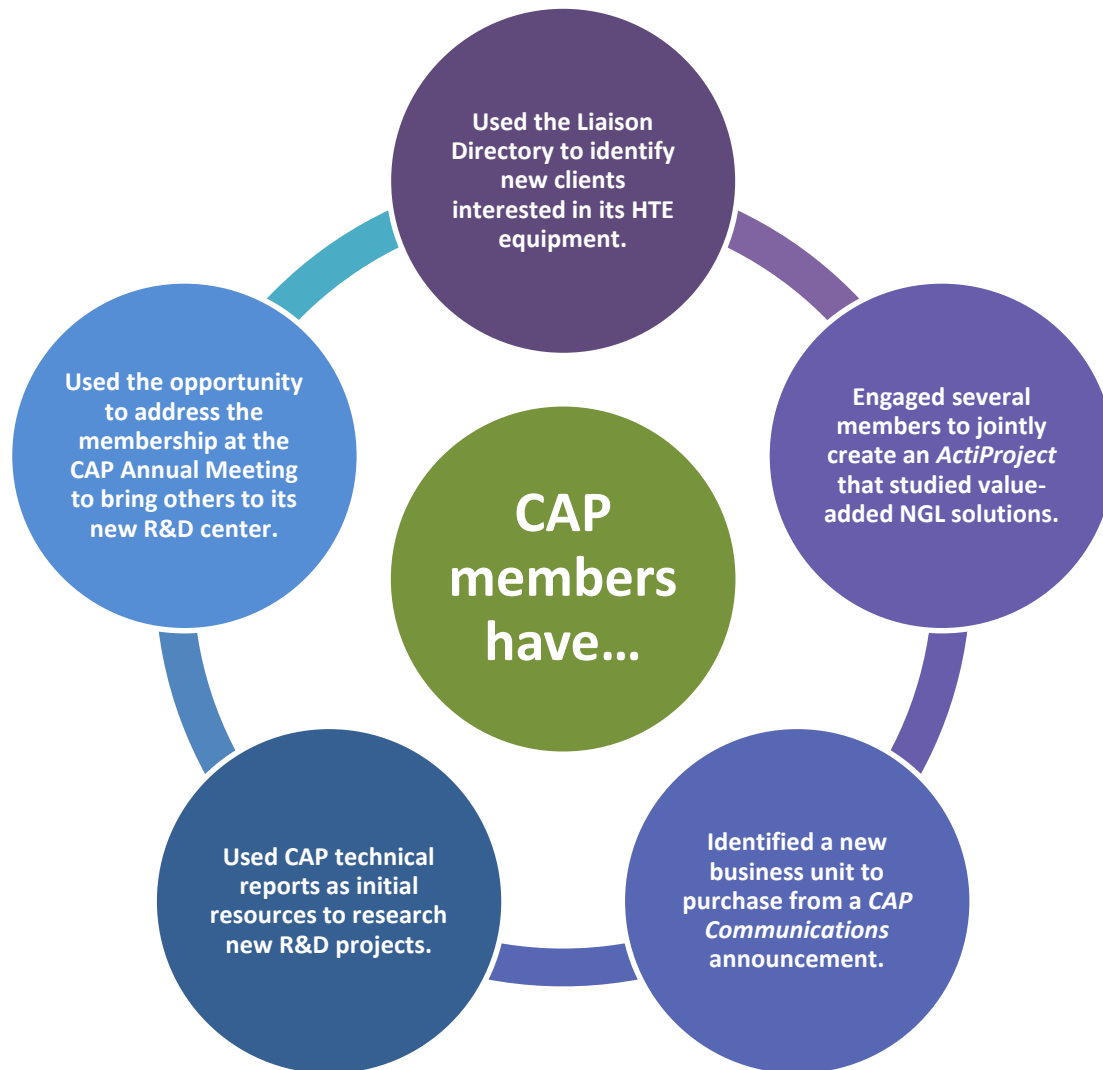 Used the Liaison
Directory to identify
new clients
interested in its HTE
equipment.
Engaged several
members to jointly
create an ActiProject
that studied value-
added NGL solutions.
Identified a new
business unit to
purchase from a CAP
Communications
announcement.
Used CAP technical
reports as initial
resources to research
new R&D projects.
Used the opportunity
to address the
membership at the
CAP Annual Meeting
to bring others to its
new R&D center.
CAP
members
have…